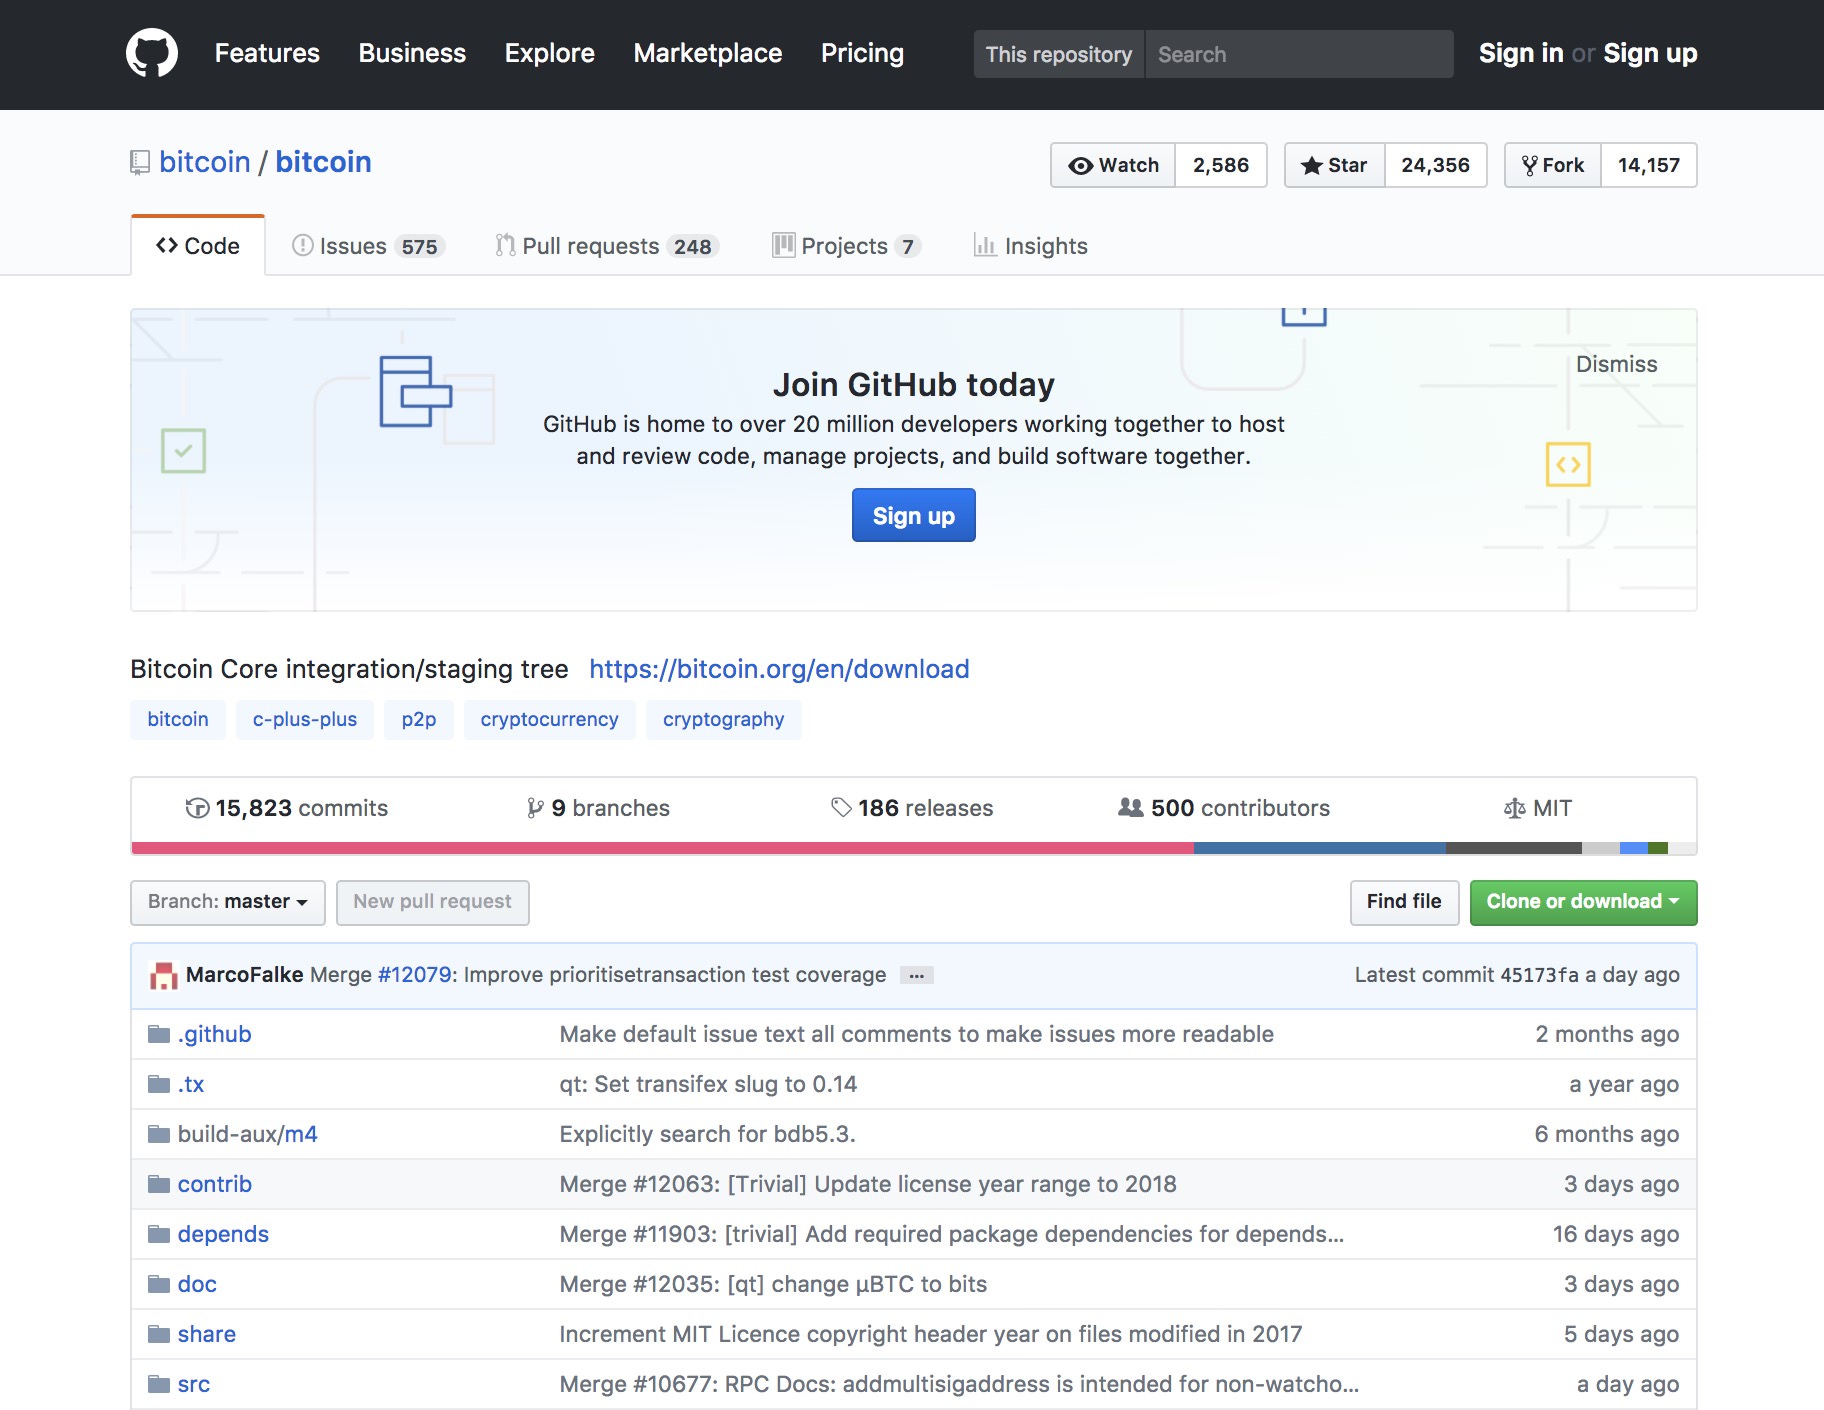 Features Business Explore Marketplace Pricing This repository Search Sign in or Sign up
bitcoin / bitcoin Watch 2,586 Star 24,356 Fork 14,157
Code Issues 575 Pull requests 248 Projects 7 Insights
Dismiss
Join GitHub today
GitHub is home to over 20 million developers working together to host
and review code, manage projects, and build software together.
Sign up
Bitcoin Core integration/staging tree https://bitcoin.org/en/download
bitcoin c-plus-plus p2p cryptocurrency cryptography
15,823 commits 9 branches 186 releases 500 contributors MIT
Branch: master New pull request Find file Clone or download
MarcoFalke Merge #12079: Improve prioritisetransaction test coverage ... Latest commit 45173fa a day ago
.github Make default issue text all comments to make issues more readable 2 months ago
.tx qt: Set transifex slug to 0.14 a year ago
build-aux/m4 Explicitly search for bdb5.3. 6 months ago
contrib Merge #12063: [Trivial] Update license year range to 2018 3 days ago
depends Merge #11903: [trivial] Add required package dependencies for depends... 16 days ago
doc Merge #12035: [qt] change µBTC to bits 3 days ago
share Increment MIT Licence copyright header year on files modified in 2017 5 days ago
src Merge #10677: RPC Docs: addmultisigaddress is intended for non-watcho... a day ago